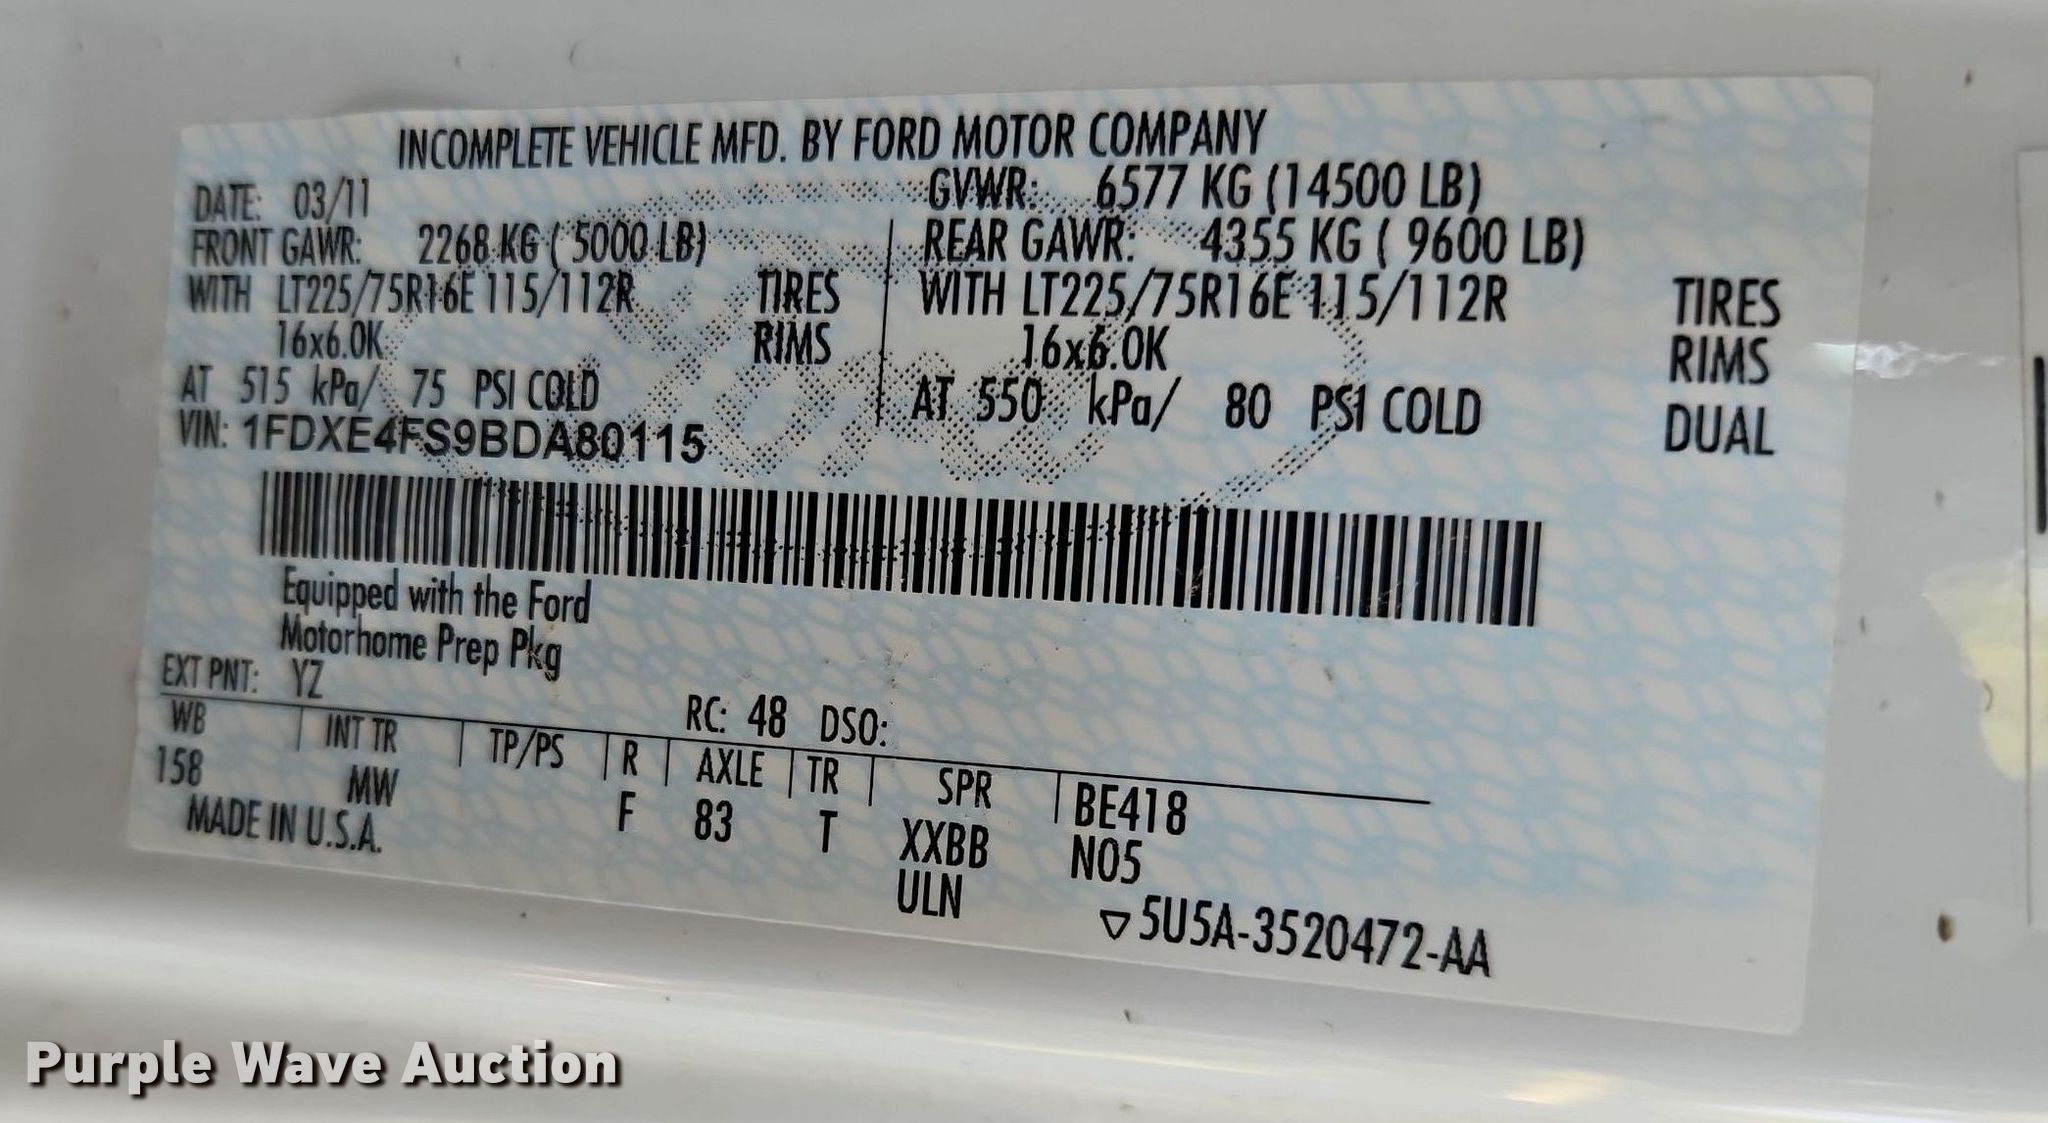 INCOMPLETE VEHICLE MFD. BY FORD MOTOR COMPANY
DATE: 03/11 GVWR: 6577 KG (14500 LB)
FRONT GAWR: 2268 KG ( 5000 LB) REAR GAWR: 4355 KG ( 9600 LB)
WITH LT225/75R16E 115/112R TIRES WITH LT225/75R16E 115/112R TIRES
16x6.0K RIMS 16x6.0K RIMS
AT 515 kPa/ 75 PSI COLD AT 550 kPa/ 80 PSI COLD DUAL
VIN: 1FDXE4FS9BDA80115
Equipped with the Ford
Motorhome Prep Pkg
EXT PNT: YZ RC: 48 DSO:
WB INT TR TP/PS R AXLE TR SPR BE418
158 MW F 83 T XXBB N05
MADE IN U.S.A. ULN
▽5U5A-3520472-AA
Ford
Purple Wave Auction